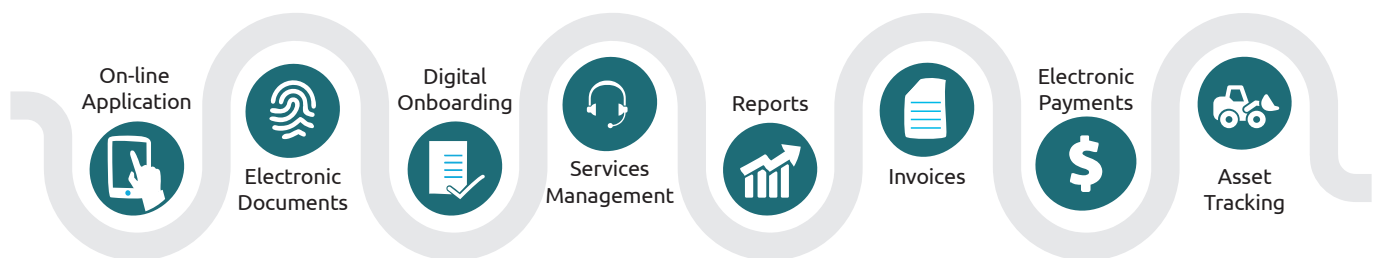 On-line
Application
Electronic
Documents
Digital
Onboarding
Services
Management
Reports
Invoices
Electronic
Payments
$
Asset
Tracking